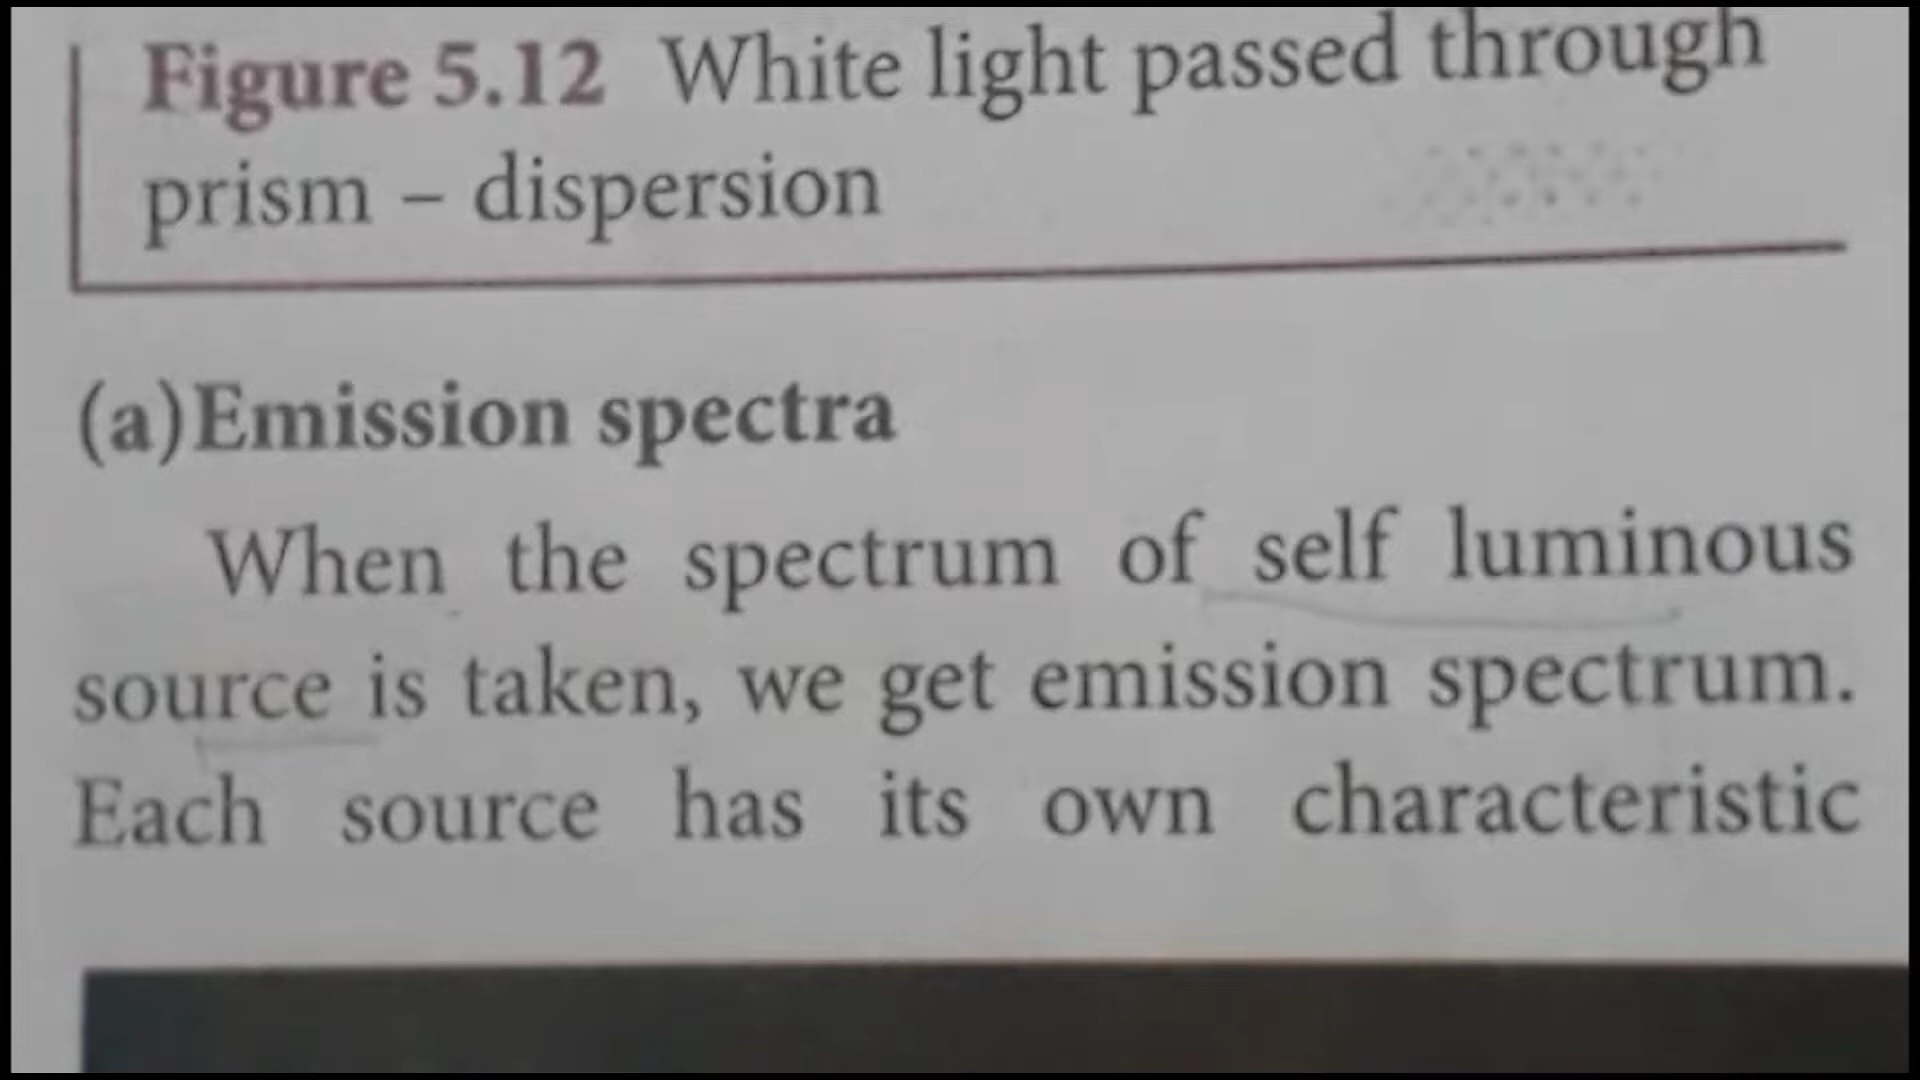 Figure 5.12 White light passed through
prism – dispersion
(a)Emission spectra
When the spectrum of self luminous
source is taken, we get emission spectrum.
Each source has its own characteristic